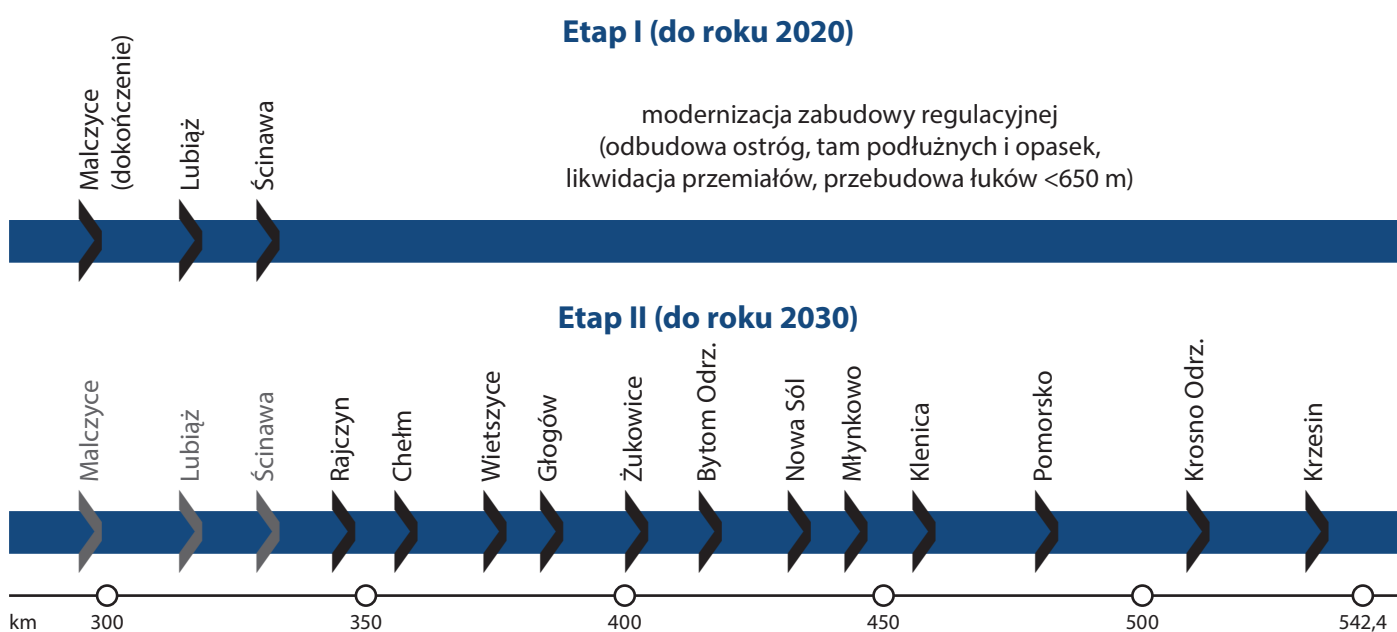 Etap I (do roku 2020)
Malczyce
(dokończenie)
Lubiąż
Ścinawa
modernizacja zabudowy regulacyjnej
(odbudowa ostróg, tam podłużnych i opasek,
likwidacja przemiałów, przebudowa łuków <650 m)
Etap II (do roku 2030)
Malczyce
Lubiąż
Ścinawa
Rajczyn
Chełm
Wietszyce
Głogów
Żukowice
Bytom Odrz.
Nowa Sól
Młynkowo
Klenica
Pomorsko
Krosno Odrz.
Krzesin
km 300 350 400 450 500 542,4